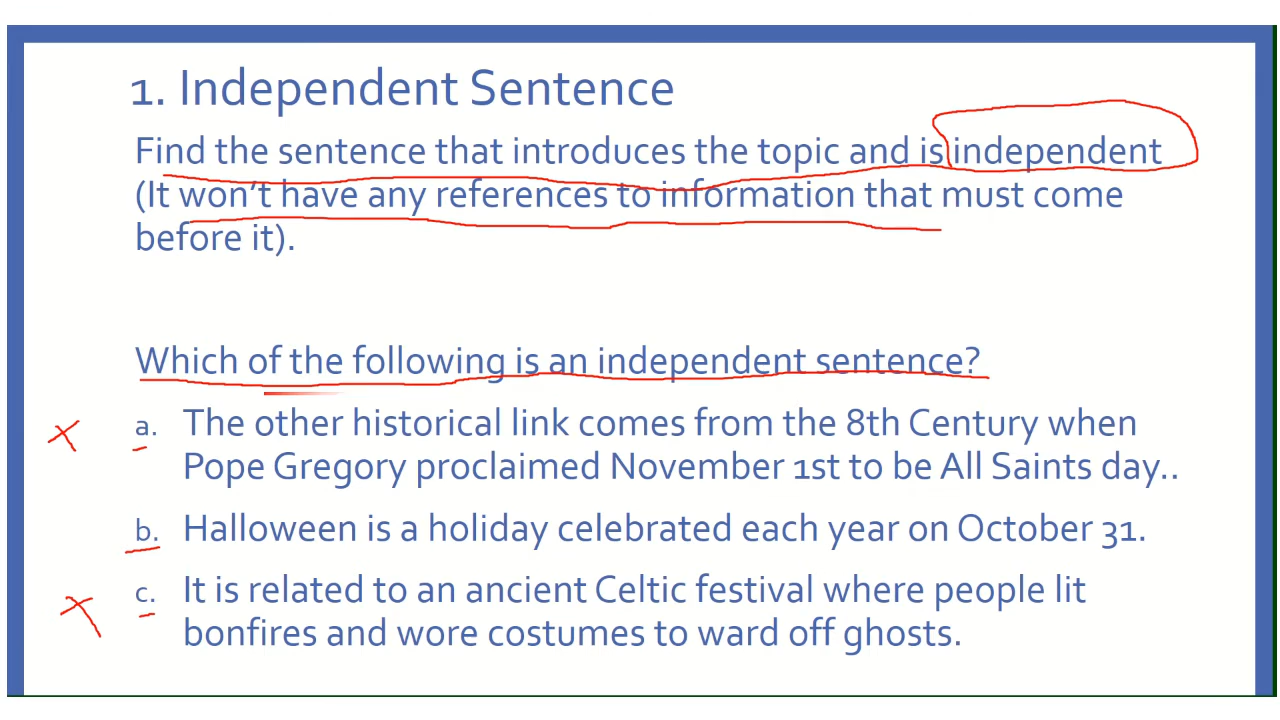 1. Independent Sentence
Find the sentence that introduces the topic and is independent
(It won't have any references to information that must come
before it).
Which of the following is an independent sentence?
a. The other historical link comes from the 8th Century when
Pope Gregory proclaimed November 1st to be All Saints day..
b. Halloween is a holiday celebrated each year on October 31.
c. It is related to an ancient Celtic festival where people lit
bonfires and wore costumes to ward off ghosts.